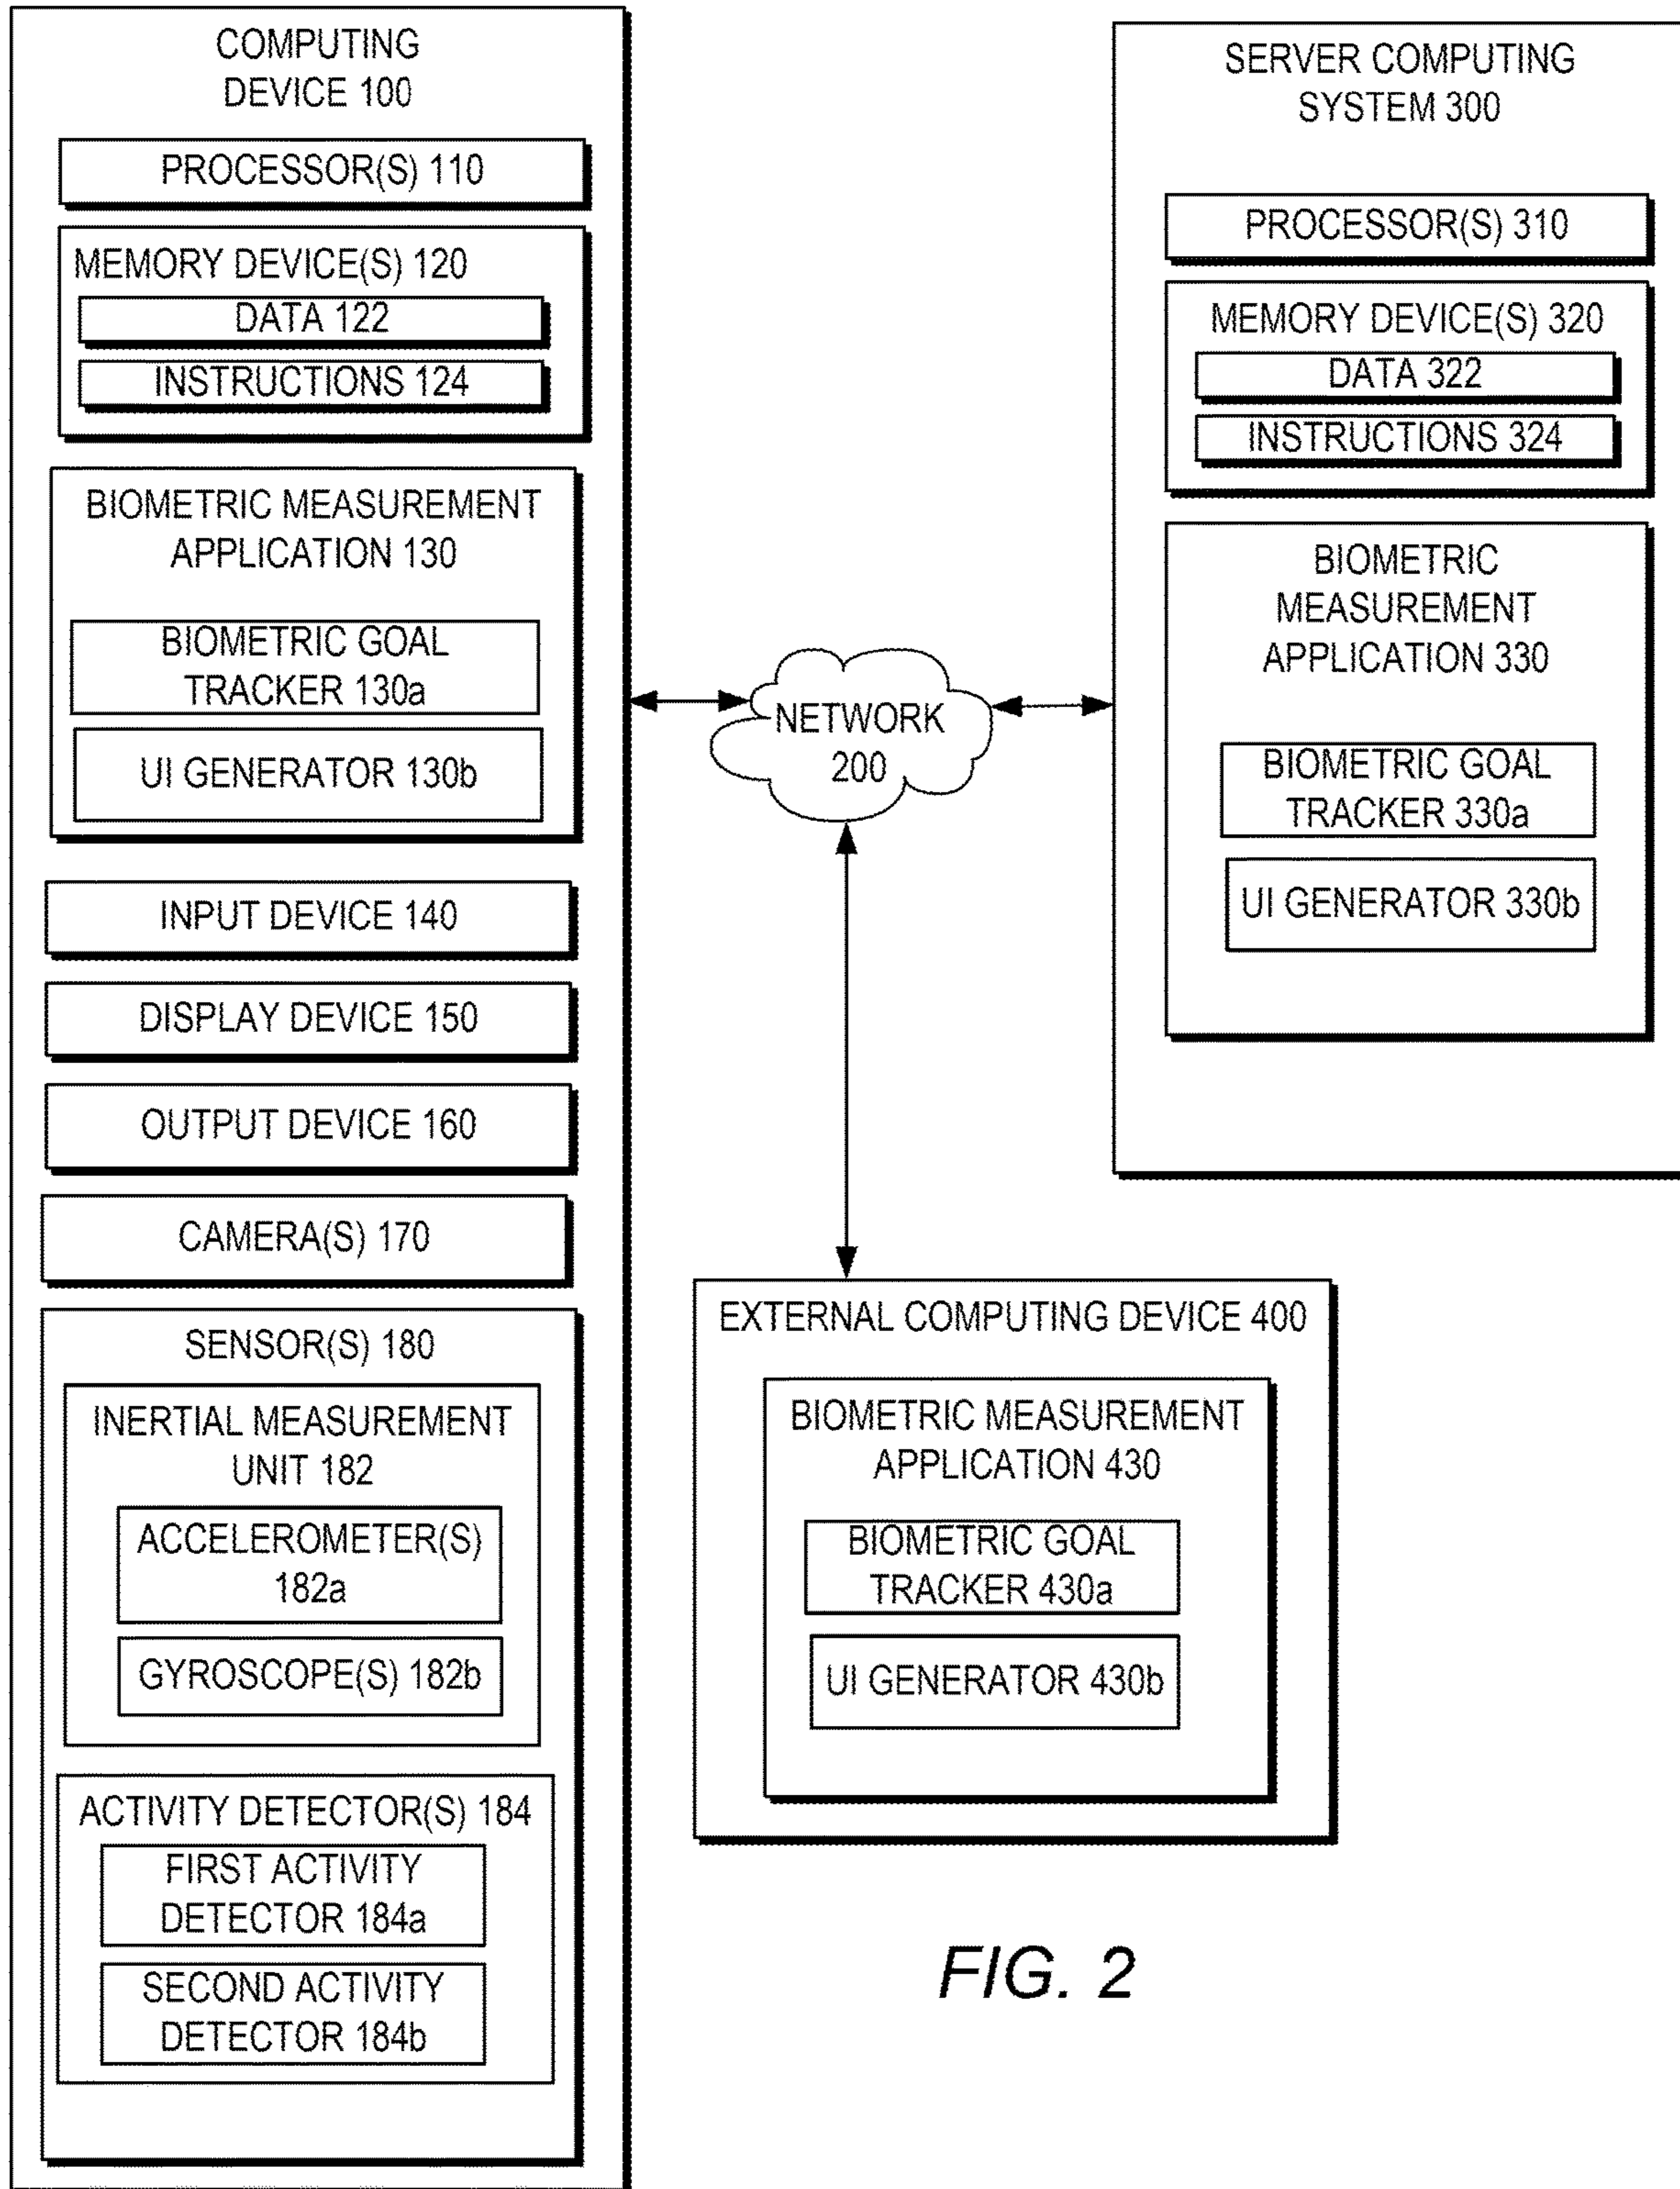 COMPUTING
DEVICE 100
PROCESSOR(S) 110
MEMORY DEVICE(S) 120
DATA 122
INSTRUCTIONS 124
BIOMETRIC MEASUREMENT
APPLICATION 130
BIOMETRIC GOAL
TRACKER 130a
UI GENERATOR 130b
INPUT DEVICE 140
DISPLAY DEVICE 150
OUTPUT DEVICE 160
CAMERA(S) 170
SENSOR(S) 180
INERTIAL MEASUREMENT
UNIT 182
ACCELEROMETER(S)
182a
GYROSCOPE(S) 182b
ACTIVITY DETECTOR(S) 184
FIRST ACTIVITY
DETECTOR 184a
SECOND ACTIVITY
DETECTOR 184b
NETWORK
200
SERVER COMPUTING
SYSTEM 300
PROCESSOR(S) 310
MEMORY DEVICE(S) 320
DATA 322
INSTRUCTIONS 324
BIOMETRIC
MEASUREMENT
APPLICATION 330
BIOMETRIC GOAL
TRACKER 330a
UI GENERATOR 330b
EXTERNAL COMPUTING DEVICE 400
BIOMETRIC MEASUREMENT
APPLICATION 430
BIOMETRIC GOAL
TRACKER 430a
UI GENERATOR 430b
FIG. 2